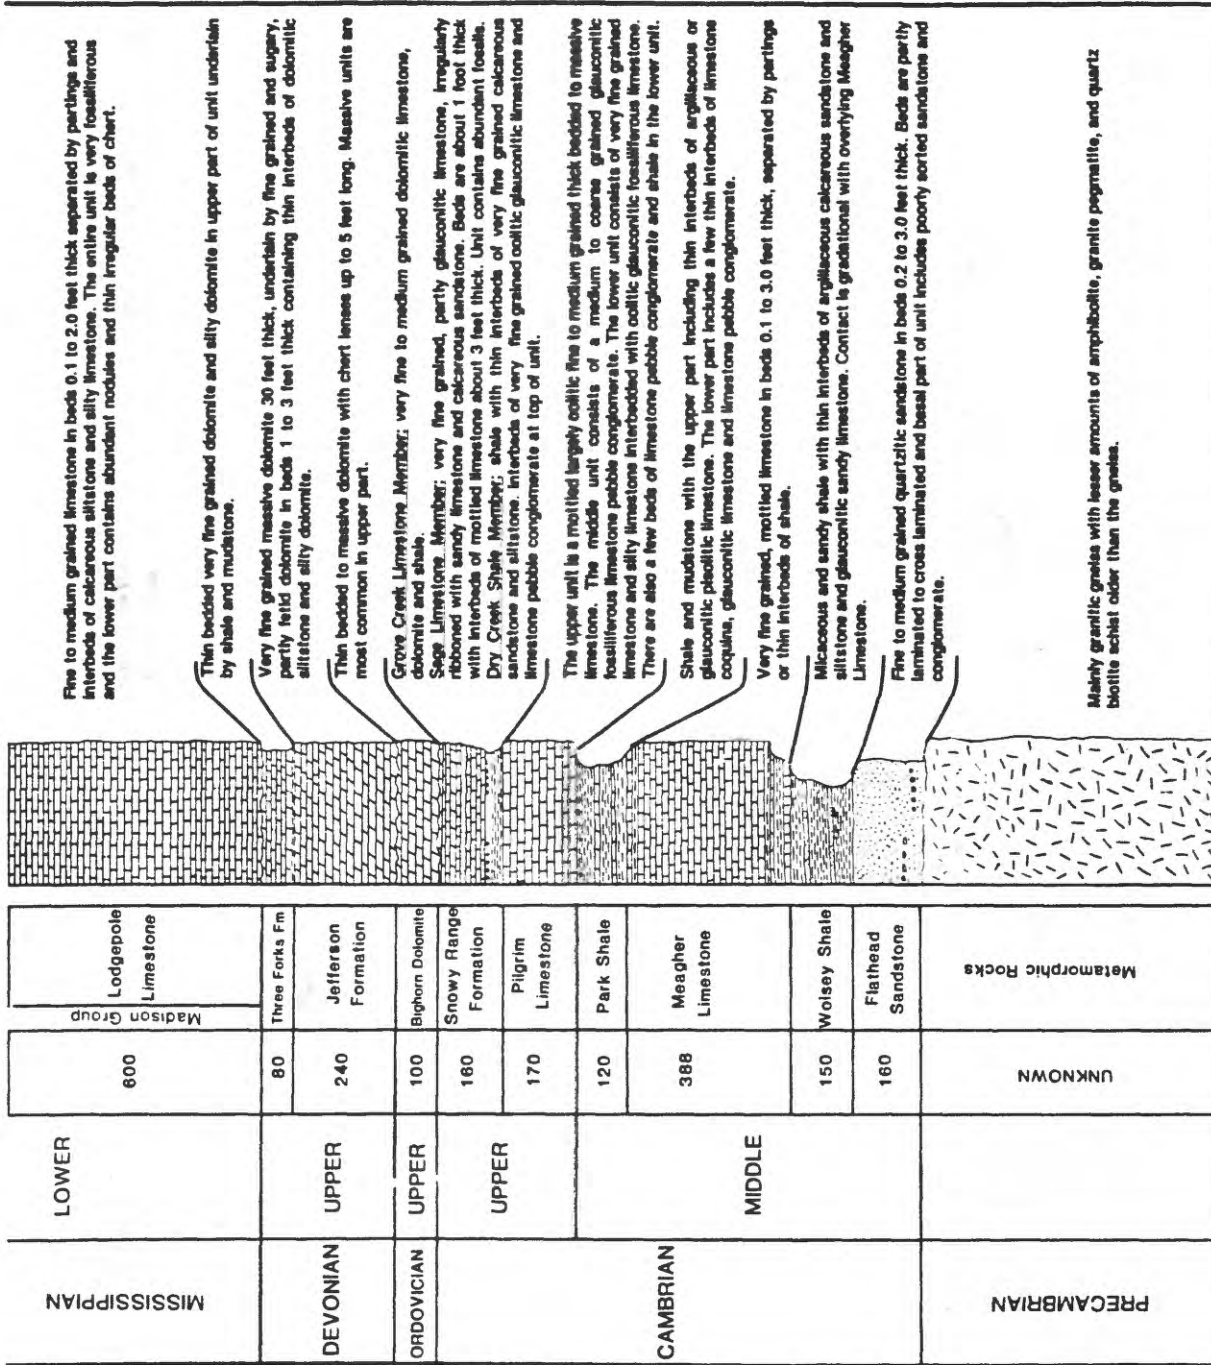 MISSISSIPPIAN
LOWER
600
Madison Group
Lodgepole
Limestone
Fine to medium grained limestone in beds 0.1 to 2.0 feet thick separated by partings and
interbeds of calcareous siltstone and silty limestone. The entire unit is very fossiliferous
and the lower part contains abundant nodules and thin irregular beds of chert.
DEVONIAN
UPPER
80
Three Forks Fm
Thin bedded very fine grained dolomite and silty dolomite in upper part of unit underlain
by shale and mudstone.
240
Jefferson
Formation
Very fine grained massive dolomite 30 feet thick, underlain by fine grained and sugary,
partly fetid dolomite in beds 1 to 3 feet thick containing thin interbeds of dolomitic
siltstone and silty dolomite.
ORDOVICIAN
UPPER
100
Bighorn Dolomite
Thin bedded to massive dolomite with chert lenses up to 5 feet long. Massive units are
most common in upper part.
CAMBRIAN
UPPER
160
Snowy Range
Formation
Grove Creek Limestone Member; very fine to medium grained dolomitic limestone,
dolomite and shale.
Sage Limestone Member; very fine grained, partly glauconitic limestone, irregularly
ribboned with sandy limestone and calcareous sandstone. Beds are about 1 foot thick
with interbeds of mottled limestone about 3 feet thick. Unit contains abundant fossils.
Dry Creek Shale Member; shale with thin interbeds of very fine grained calcareous
sandstone and siltstone. Interbeds of very fine grained oolitic glauconitic limestone and
limestone pebble conglomerate at top of unit.
170
Pilgrim
Limestone
The upper unit is a mottled largely oolitic fine to medium grained thick bedded to massive
limestone. The middle unit consists of a medium to coarse grained glauconitic
fossiliferous limestone pebble conglomerate. The lower unit consists of very fine grained
limestone and silty limestone interbedded with oolitic glauconitic fossiliferous limestone.
There are also a few beds of limestone pebble conglomerate and shale in the lower unit.
MIDDLE
120
Park Shale
Shale and mudstone with the upper part including thin interbeds of argillaceous or
glauconitic pisolitic limestone. The lower part includes a few thin interbeds of limestone
coquina, glauconitic limestone and limestone pebble conglomerate.
388
Meagher
Limestone
Very fine grained, mottled limestone in beds 0.1 to 3.0 feet thick, separated by partings
or thin interbeds of shale.
150
Wolsey Shale
Micaceous and sandy shale with thin interbeds of argillaceous calcareous sandstone and
siltstone and glauconitic sandy limestone. Contact is gradational with overlying Meagher
Limestone.
160
Flathead
Sandstone
Fine to medium grained quartzitic sandstone in beds 0.2 to 3.0 feet thick. Beds are partly
laminated to cross laminated and basal part of unit includes poorly sorted sandstone and
conglomerate.
PRECAMBRIAN
UNKNOWN
Metamorphic Rocks
Mainly granitic gneiss with lesser amounts of amphibolite, granite pegmatite, and quartz
biotite schist older than the gneiss.